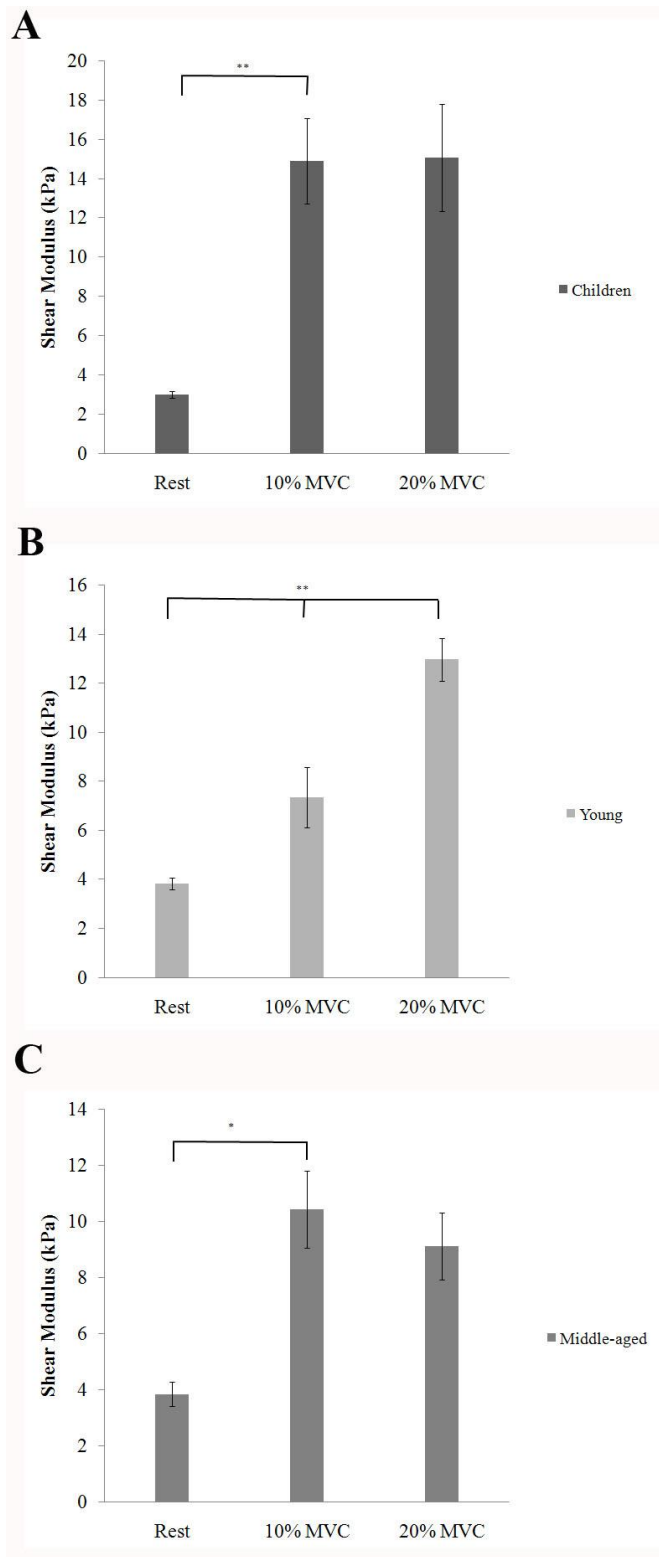 A
20
**
18
16
14
12
Shear Modulus (kPa)
10
8
Children
6
4
2
0
Rest 10% MVC 20% MVC
B
16
**
14
12
Shear Modulus (kPa)
10
8
Young
6
4
2
0
Rest 10% MVC 20% MVC
C
14
*
12
10
Shear Modulus (kPa)
8
6
Middle-aged
4
2
0
Rest 10% MVC 20% MVC